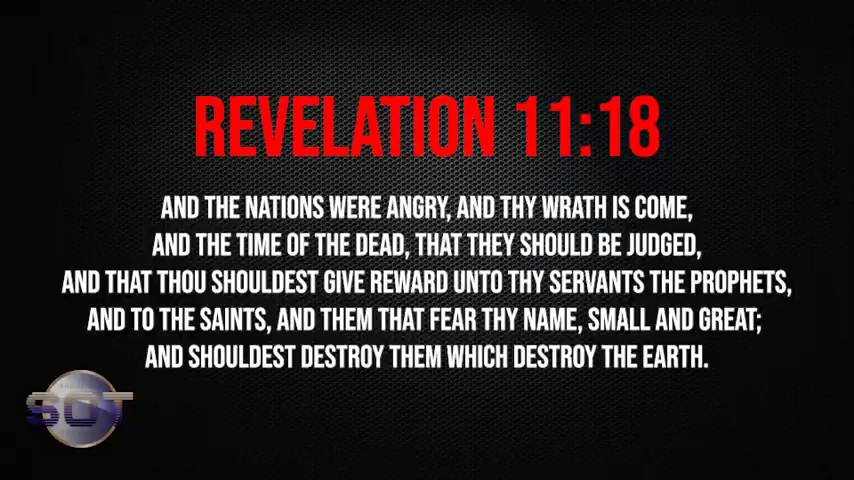 REVELATION 11:18
AND THE NATIONS WERE ANGRY, AND THY WRATH IS COME,
AND THE TIME OF THE DEAD, THAT THEY SHOULD BE JUDGED,
AND THAT THOU SHOULDEST GIVE REWARD UNTO THY SERVANTS THE PROPHETS,
AND TO THE SAINTS, AND THEM THAT FEAR THY NAME, SMALL AND GREAT;
AND SHOULDEST DESTROY THEM WHICH DESTROY THE EARTH.
SCT